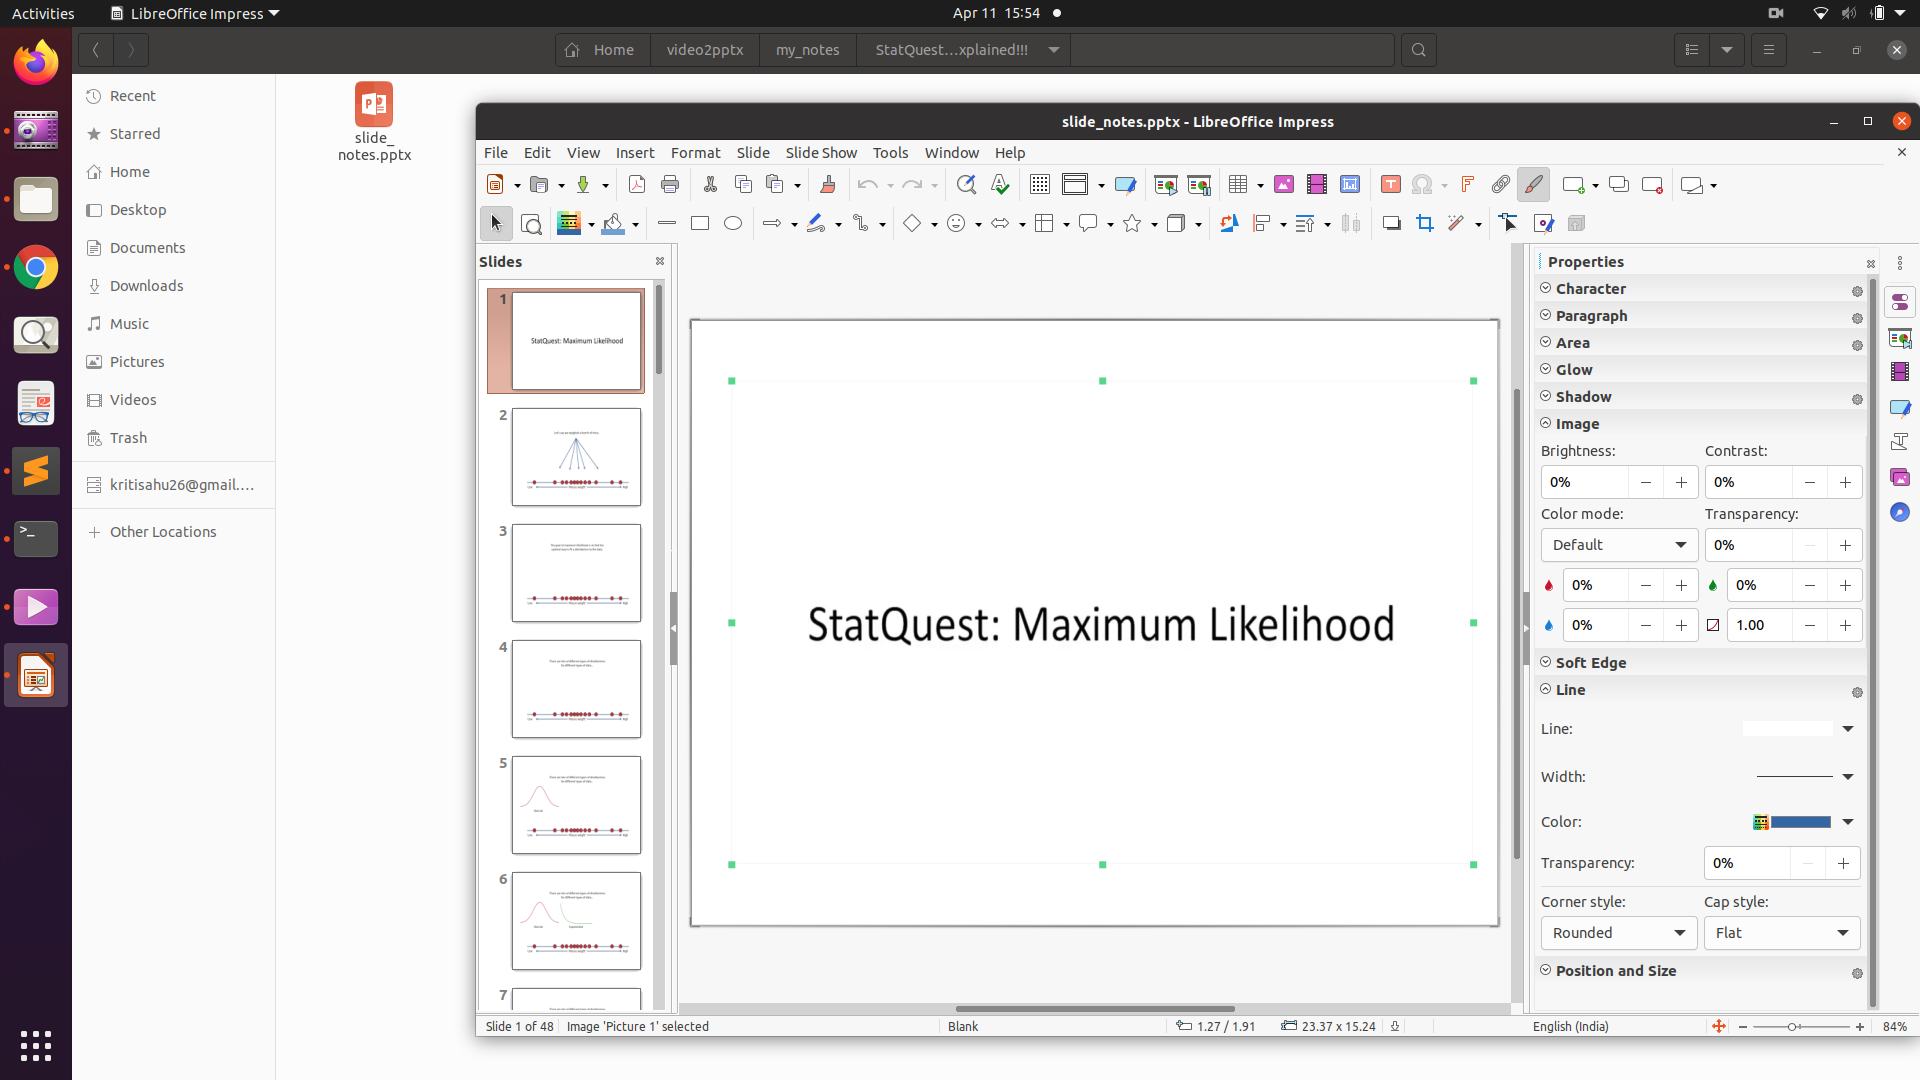 Activities
LibreOffice Impress
Apr 11 15:54
Home
video2pptx
my_notes
StatQuest...xplained!!!
Recent
Starred
Home
Desktop
Documents
Downloads
Music
Pictures
Videos
Trash
kritisahu26@gmail....
Other Locations
slide_
notes.pptx
slide_notes.pptx - LibreOffice Impress
File Edit View Insert Format Slide Slide Show Tools Window Help
Slides
1
StatQuest: Maximum Likelihood
2
3
4
5
6
7
StatQuest: Maximum Likelihood
Properties
Character
Paragraph
Area
Glow
Shadow
Image
Brightness: Contrast:
0% 0%
Color mode: Transparency:
Default 0%
0% 0%
0% 1.00
Soft Edge
Line
Line:
Width:
Color:
Transparency: 0%
Corner style: Cap style:
Rounded Flat
Position and Size
Slide 1 of 48 Image 'Picture 1' selected Blank 1.27 / 1.91 23.37 x 15.24 English (India) 84%